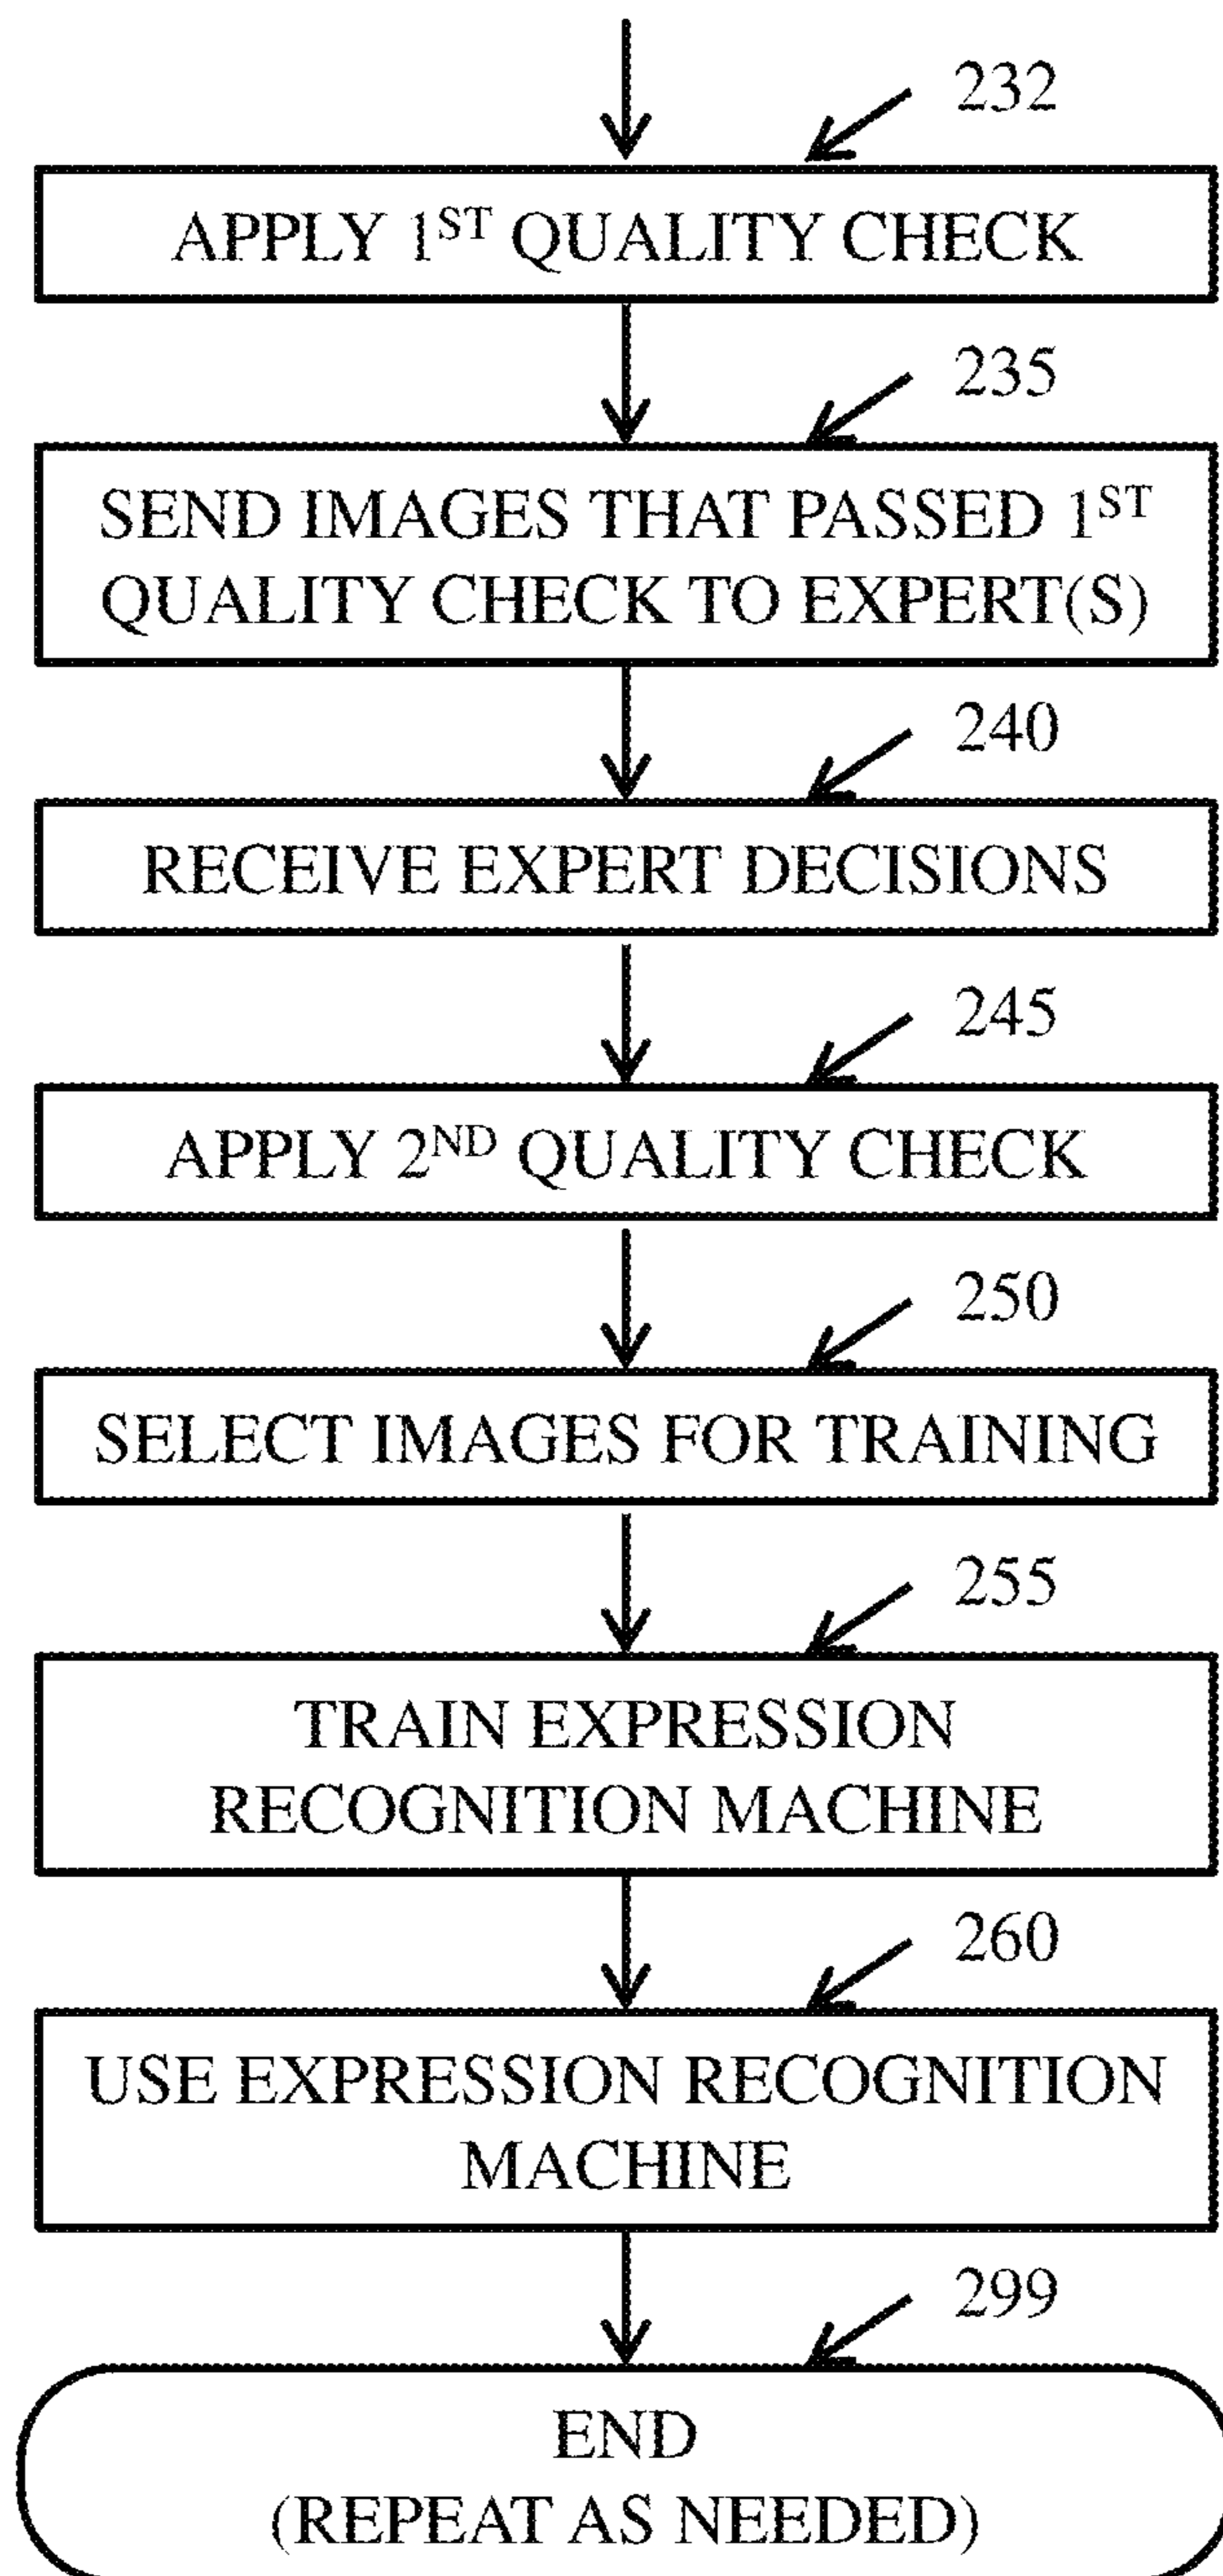 232
APPLY 1ST QUALITY CHECK
235
SEND IMAGES THAT PASSED 1ST
QUALITY CHECK TO EXPERT(S)
240
RECEIVE EXPERT DECISIONS
245
APPLY 2ND QUALITY CHECK
250
SELECT IMAGES FOR TRAINING
255
TRAIN EXPRESSION
RECOGNITION MACHINE
260
USE EXPRESSION RECOGNITION
MACHINE
299
END
(REPEAT AS NEEDED)